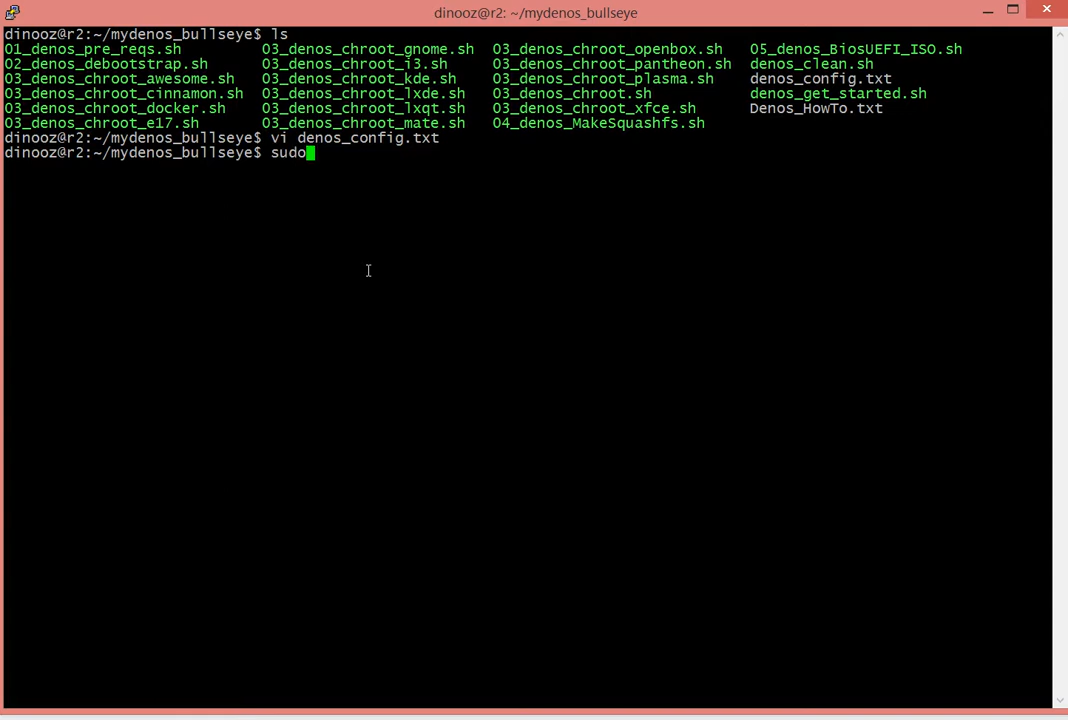 dinooz@r2: ~/mydenos_bullseye
dinooz@r2:~/mydenos_bullseye$ ls
01_denos_pre_reqs.sh 03_denos_chroot_gnome.sh 03_denos_chroot_openbox.sh 05_denos_BiosUEFI_ISO.sh
02_denos_debootstrap.sh 03_denos_chroot_i3.sh 03_denos_chroot_pantheon.sh denos_clean.sh
03_denos_chroot_awesome.sh 03_denos_chroot_kde.sh 03_denos_chroot_plasma.sh denos_config.txt
03_denos_chroot_cinnamon.sh 03_denos_chroot_lxde.sh 03_denos_chroot.sh denos_get_started.sh
03_denos_chroot_docker.sh 03_denos_chroot_lxqt.sh 03_denos_chroot_xfce.sh Denos_HowTo.txt
03_denos_chroot_e17.sh 03_denos_chroot_mate.sh 04_denos_MakeSquashfs.sh
dinooz@r2:~/mydenos_bullseye$ vi denos_config.txt
dinooz@r2:~/mydenos_bullseye$ sudo